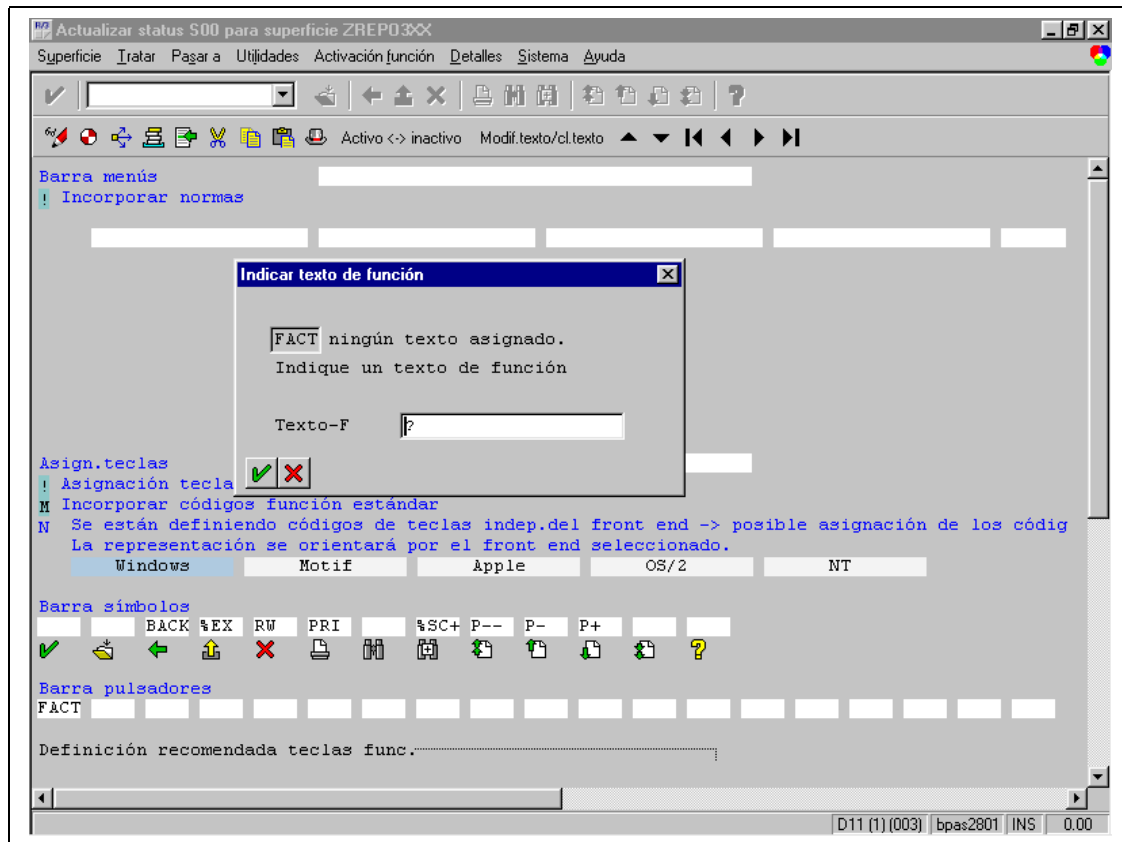 Actualizar status S00 para superficie ZREPO3XX
Superficie Tratar Pasar a Utilidades Activación función Detalles Sistema Ayuda
Activo <-> inactivo Modif.texto/cl.texto
Barra menús
! Incorporar normas
Indicar texto de función
FACT ningún texto asignado.
Indique un texto de función
Texto-F ?
Asign.teclas
! Asignación tecla
M Incorporar códigos función estándar
N Se están definiendo códigos de teclas indep.del front end -> posible asignación de los códig
La representación se orientará por el front end seleccionado.
Windows Motif Apple OS/2 NT
Barra símbolos
BACK %EX RW PRI %SC+ P-- P- P+
Barra pulsadores
FACT
Definición recomendada teclas func.
D11 (1) (003) bpas2801 INS 0.00